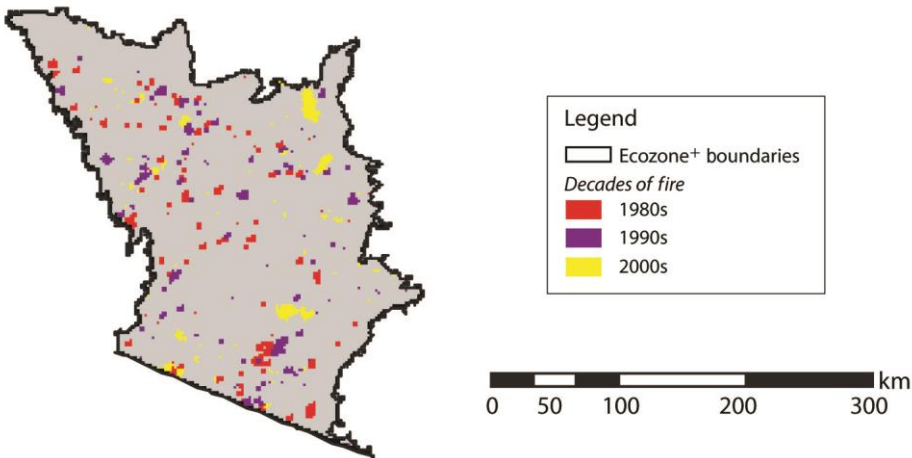 Legend
Ecozone⁺ boundaries
Decades of fire
1980s
1990s
2000s
km
0 50 100 200 300